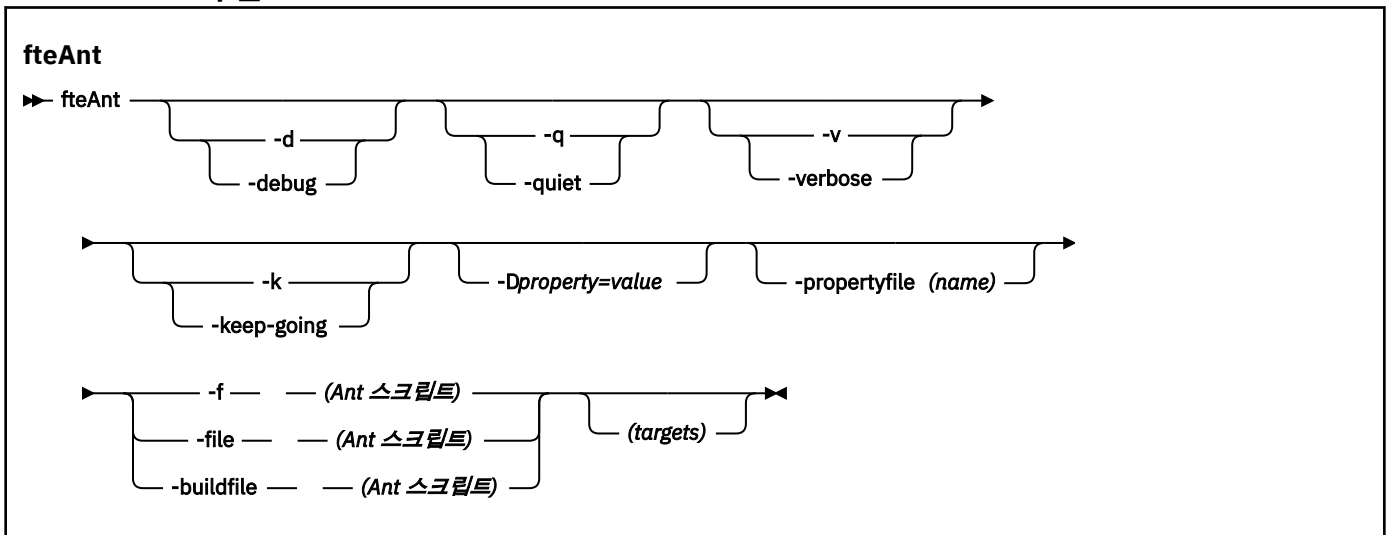 fteAnt
fteAnt
-d
-debug
-q
-quiet
-v
-verbose
-k
-keep-going
-Dproperty=value
-propertyfile (name)
-f (Ant 스크립트)
-file (Ant 스크립트)
-buildfile (Ant 스크립트)
(targets)